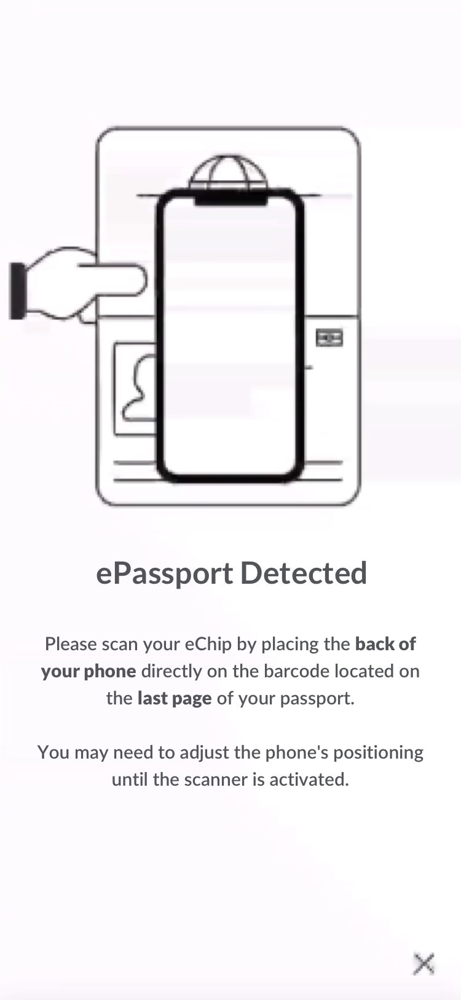 ePassport Detected
Please scan your eChip by placing the back of
your phone directly on the barcode located on
the last page of your passport.
You may need to adjust the phone's positioning
until the scanner is activated.